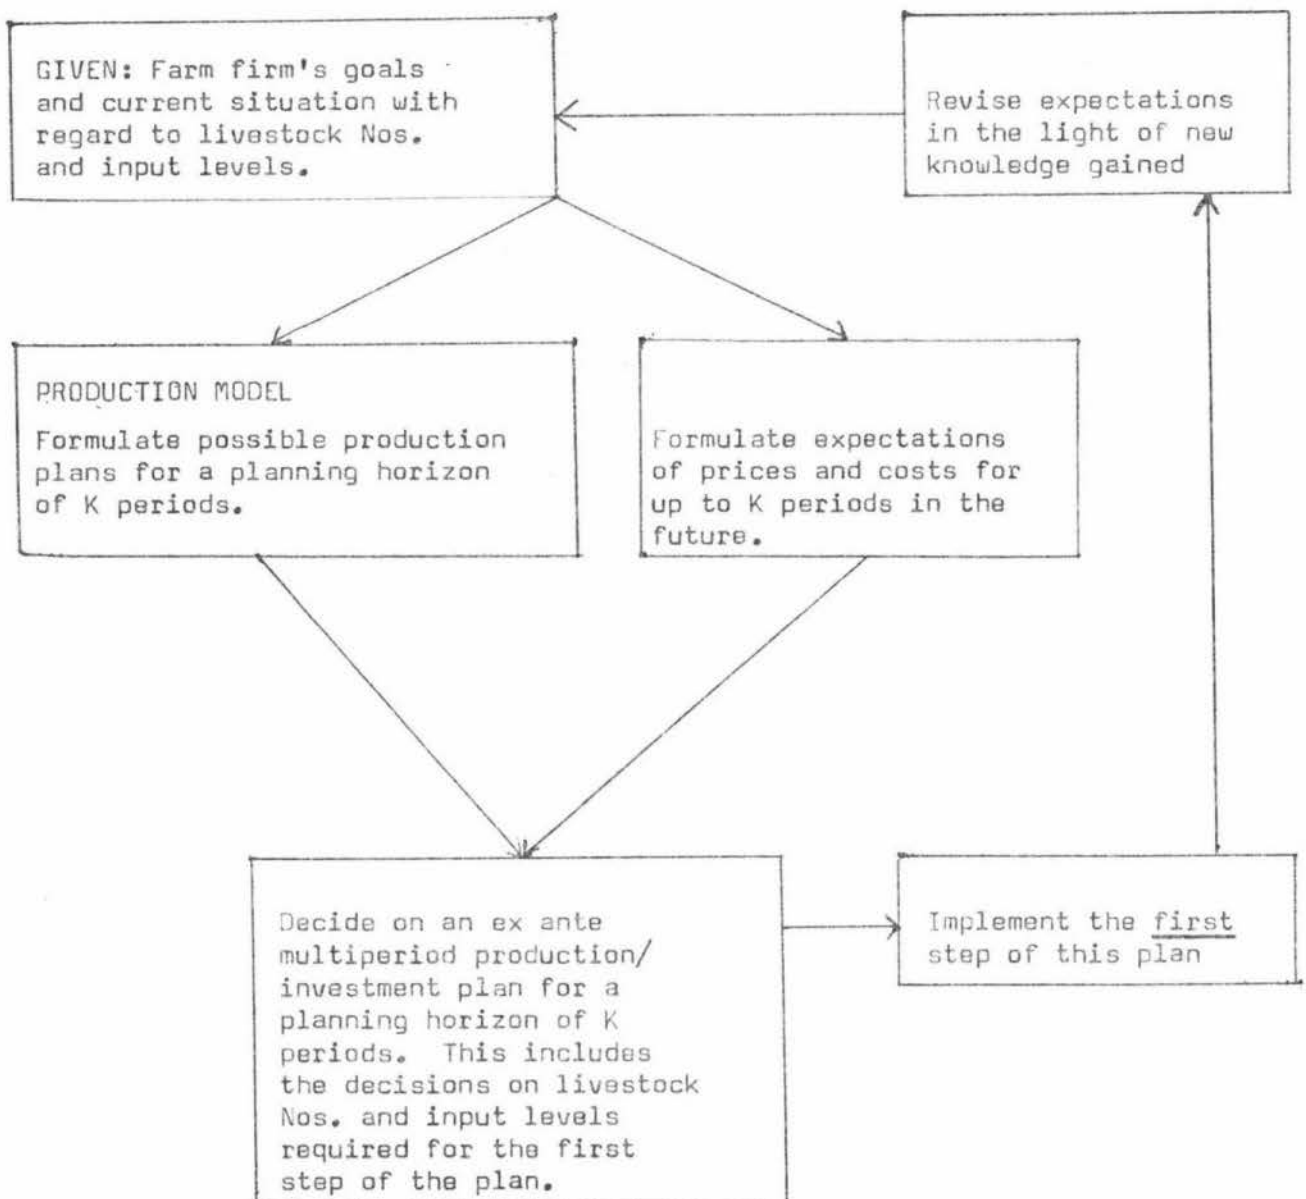 GIVEN: Farm firm's goals
and current situation with
regard to livestock Nos.
and input levels.
Revise expectations
in the light of new
knowledge gained
PRODUCTION MODEL
Formulate possible production
plans for a planning horizon
of K periods.
Formulate expectations
of prices and costs for
up to K periods in the
future.
Decide on an ex ante
multiperiod production/
investment plan for a
planning horizon of K
periods. This includes
the decisions on livestock
Nos. and input levels
required for the first
step of the plan.
Implement the first
step of this plan